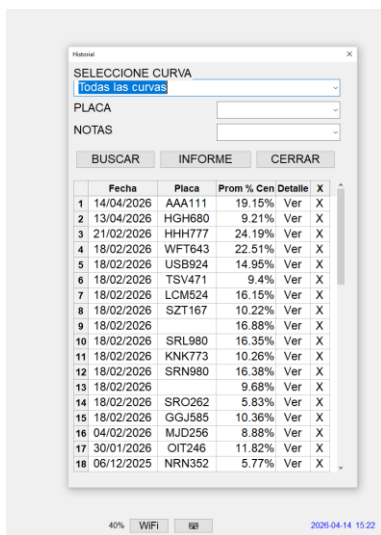 Historial
SELECCIONE CURVA
Todas las curvas
PLACA
NOTAS
BUSCAR INFORME CERRAR
Fecha Placa Prom % Cen Detalle X
1 14/04/2026 AAA111 19.15% Ver X
2 13/04/2026 HGH680 9.21% Ver X
3 21/02/2026 HHH777 24.19% Ver X
4 18/02/2026 WFT643 22.51% Ver X
5 18/02/2026 USB924 14.95% Ver X
6 18/02/2026 TSV471 9.4% Ver X
7 18/02/2026 LCM524 16.15% Ver X
8 18/02/2026 SZT167 10.22% Ver X
9 18/02/2026 16.88% Ver X
10 18/02/2026 SRL980 16.35% Ver X
11 18/02/2026 KNK773 10.26% Ver X
12 18/02/2026 SRN980 16.38% Ver X
13 18/02/2026 9.68% Ver X
14 18/02/2026 SRO262 5.83% Ver X
15 18/02/2026 GGJ585 10.36% Ver X
16 04/02/2026 MJD256 8.88% Ver X
17 30/01/2026 OIT246 11.82% Ver X
18 06/12/2025 NRN352 5.77% Ver X
40% WiFi 2026-04-14 15:22